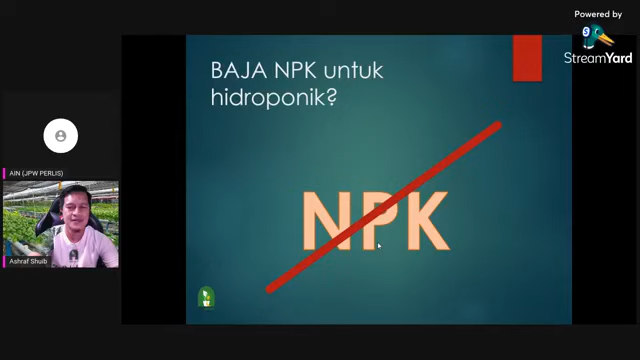 Powered by
StreamYard
BAJA NPK untuk
hidroponik?
NPK
AIN (JPW PERLIS)
Ashraf Shuib